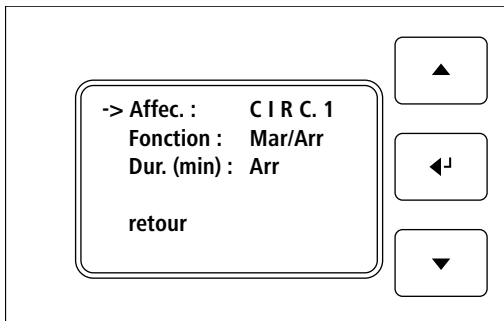 -> Affec. : C I R C. 1
Fonction : Mar/Arr
Dur. (min) : Arr
retour